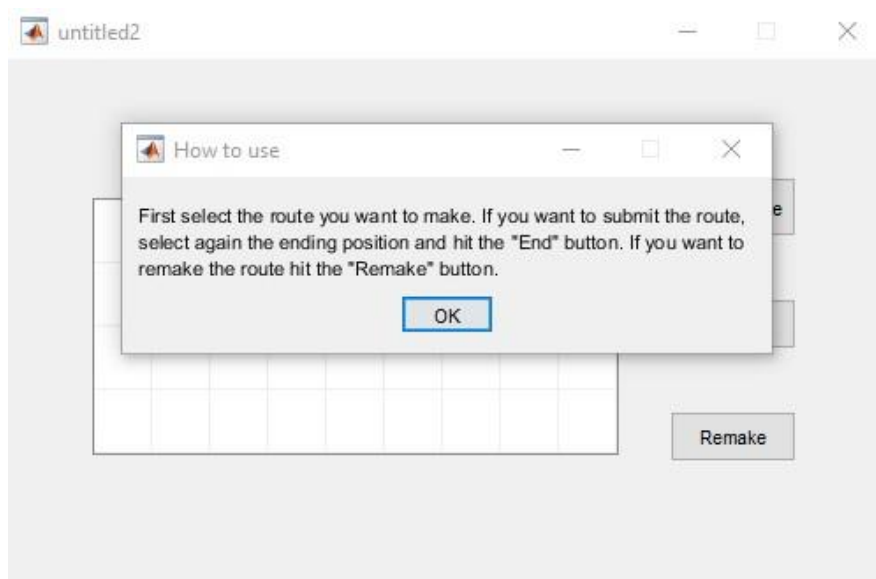 untitled2
How to use
First select the route you want to make. If you want to submit the route,
select again the ending position and hit the "End" button. If you want to
remake the route hit the "Remake" button.
OK
e
Remake